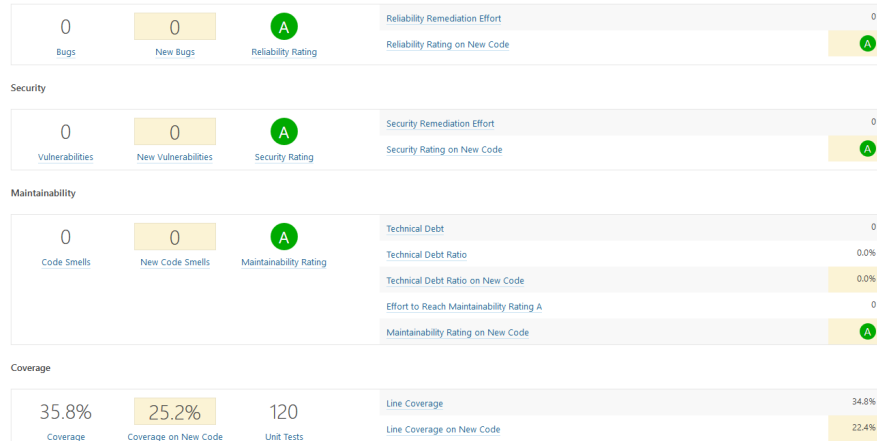 0
0
A
Bugs
New Bugs
Reliability Rating
Reliability Remediation Effort 0
Reliability Rating on New Code A
Security
0
0
A
Vulnerabilities
New Vulnerabilities
Security Rating
Security Remediation Effort 0
Security Rating on New Code A
Maintainability
0
0
A
Code Smells
New Code Smells
Maintainability Rating
Technical Debt 0
Technical Debt Ratio 0.0%
Technical Debt Ratio on New Code 0.0%
Effort to Reach Maintainability Rating A 0
Maintainability Rating on New Code A
Coverage
35.8%
25.2%
120
Coverage
Coverage on New Code
Unit Tests
Line Coverage 34.8%
Line Coverage on New Code 22.4%